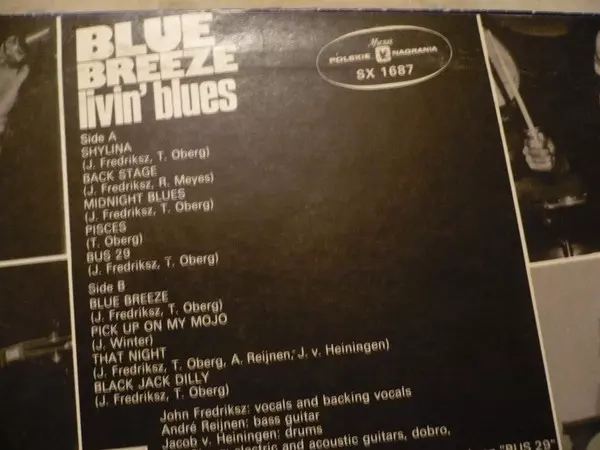 BLUE
BREEZE
livin' blues
Muza
POLSKIE NAGRANIA
SX 1687
Side A
SHYLINA
(J. Fredriksz, T. Oberg)
BACK STAGE
(J. Fredriksz, R. Meyes)
MIDNIGHT BLUES
(J. Fredriksz, T. Oberg)
PISCES
(T. Oberg)
BUS 29
(J. Fredriksz, T. Oberg)
Side B
BLUE BREEZE
(J. Fredriksz, T. Oberg)
PICK UP ON MY MOJO
(J. Winter)
THAT NIGHT
(J. Fredriksz, T. Oberg, A. Reijnen, J. v. Heiningen)
BLACK JACK DILLY
(J. Fredriksz, T. Oberg)
John Fredriksz: vocals and backing vocals
André Reijnen: bass guitar
Jacob v. Heiningen: drums
electric and acoustic guitars, dobro,
"BUS 29"